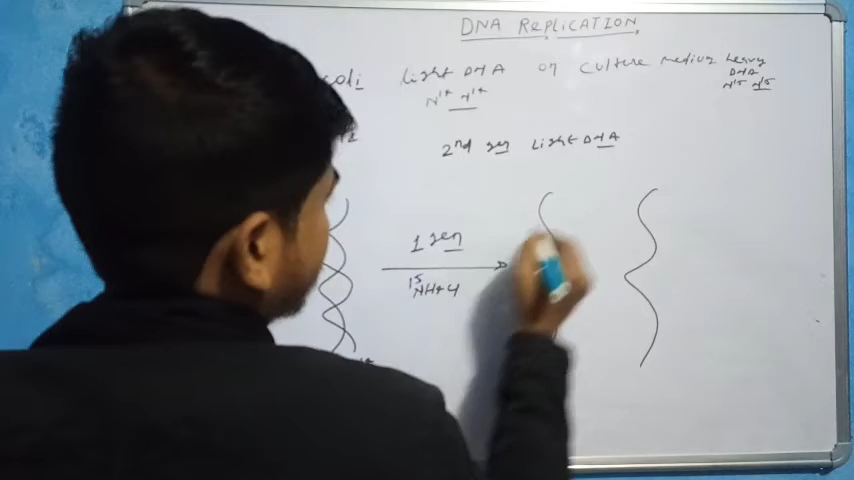 DNA REPLICATION
coli light DNA on culture medium heavy
DNA
N¹⁴ N¹⁴
N¹⁵ N¹⁵
2nd gen Light DNA
1 gen
¹⁵NH4Cl